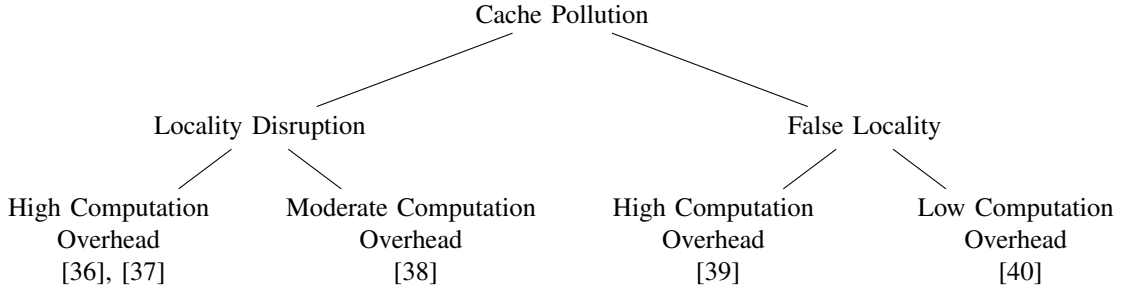 Cache Pollution
Locality Disruption
False Locality
High Computation
Overhead
[36], [37]
Moderate Computation
Overhead
[38]
High Computation
Overhead
[39]
Low Computation
Overhead
[40]